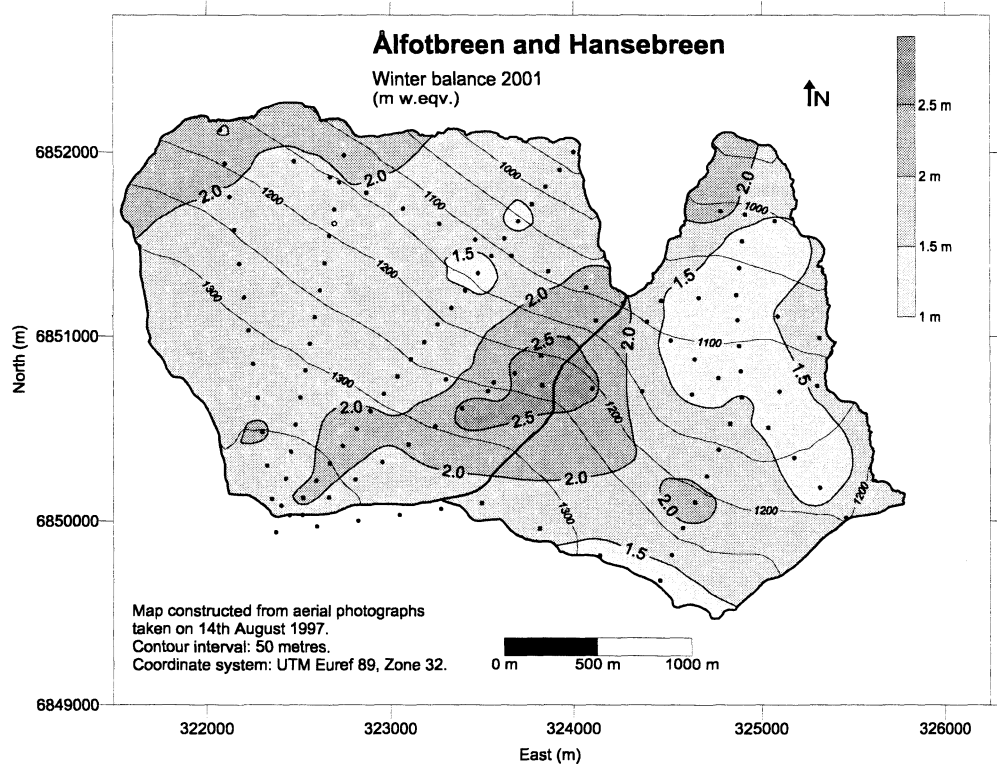 Ålfotbreen and Hansebreen
Winter balance 2001
(m w.eqv.)
N
2.5 m
2 m
1.5 m
1 m
6852000
6851000
6850000
6849000
North (m)
2.0
2.0
2.0
1000
1100
1200
1000
1.5
1200
1.5
1300
2.0
2.0
2.5
1100
1300
1.5
2.0
2.5
1200
2.0
2.0
2.0
1300
1200
1200
1.5
Map constructed from aerial photographs
taken on 14th August 1997.
Contour interval: 50 metres.
Coordinate system: UTM Euref 89, Zone 32.
0 m 500 m 1000 m
322000 323000 324000 325000 326000
East (m)